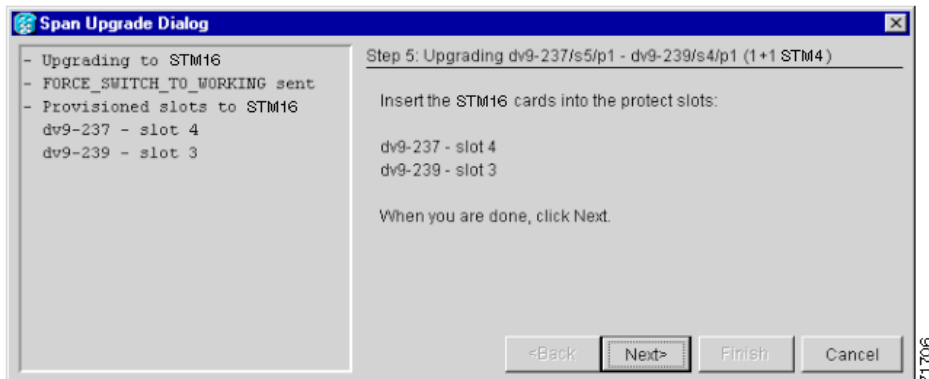 Span Upgrade Dialog
- Upgrading to STM16
- FORCE_SWITCH_TO_WORKING sent
- Provisioned slots to STM16
dv9-237 - slot 4
dv9-239 - slot 3
Step 5: Upgrading dv9-237/s5/p1 - dv9-239/s4/p1 (1+1 STM4)
Insert the STM16 cards into the protect slots:
dv9-237 - slot 4
dv9-239 - slot 3
When you are done, click Next.
<Back
Next>
Finish
Cancel
71706